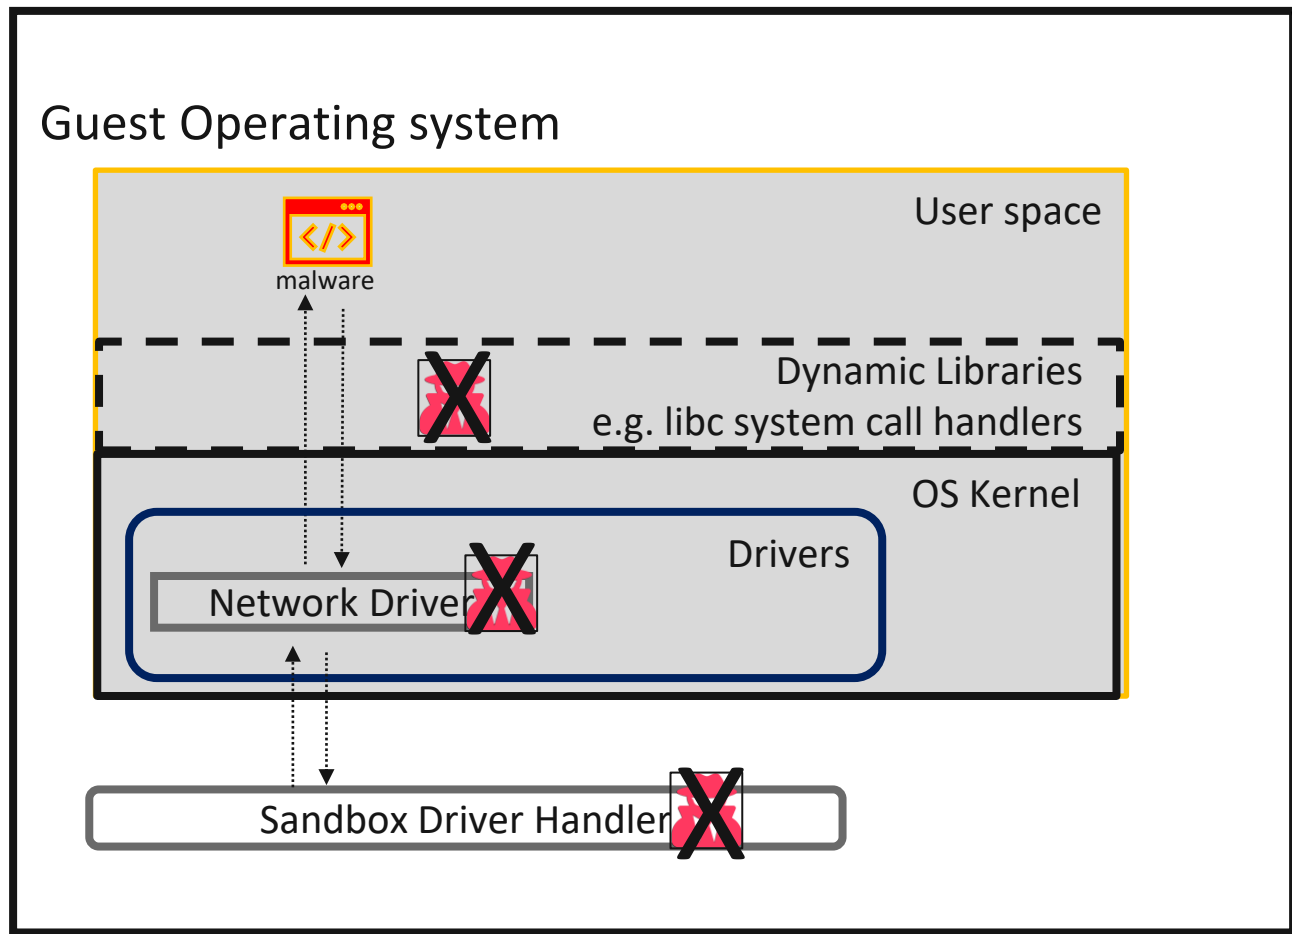 Guest Operating system
User space
</>
malware
Dynamic Libraries
e.g. libc system call handlers
OS Kernel
Drivers
Network Driver
Sandbox Driver Handler